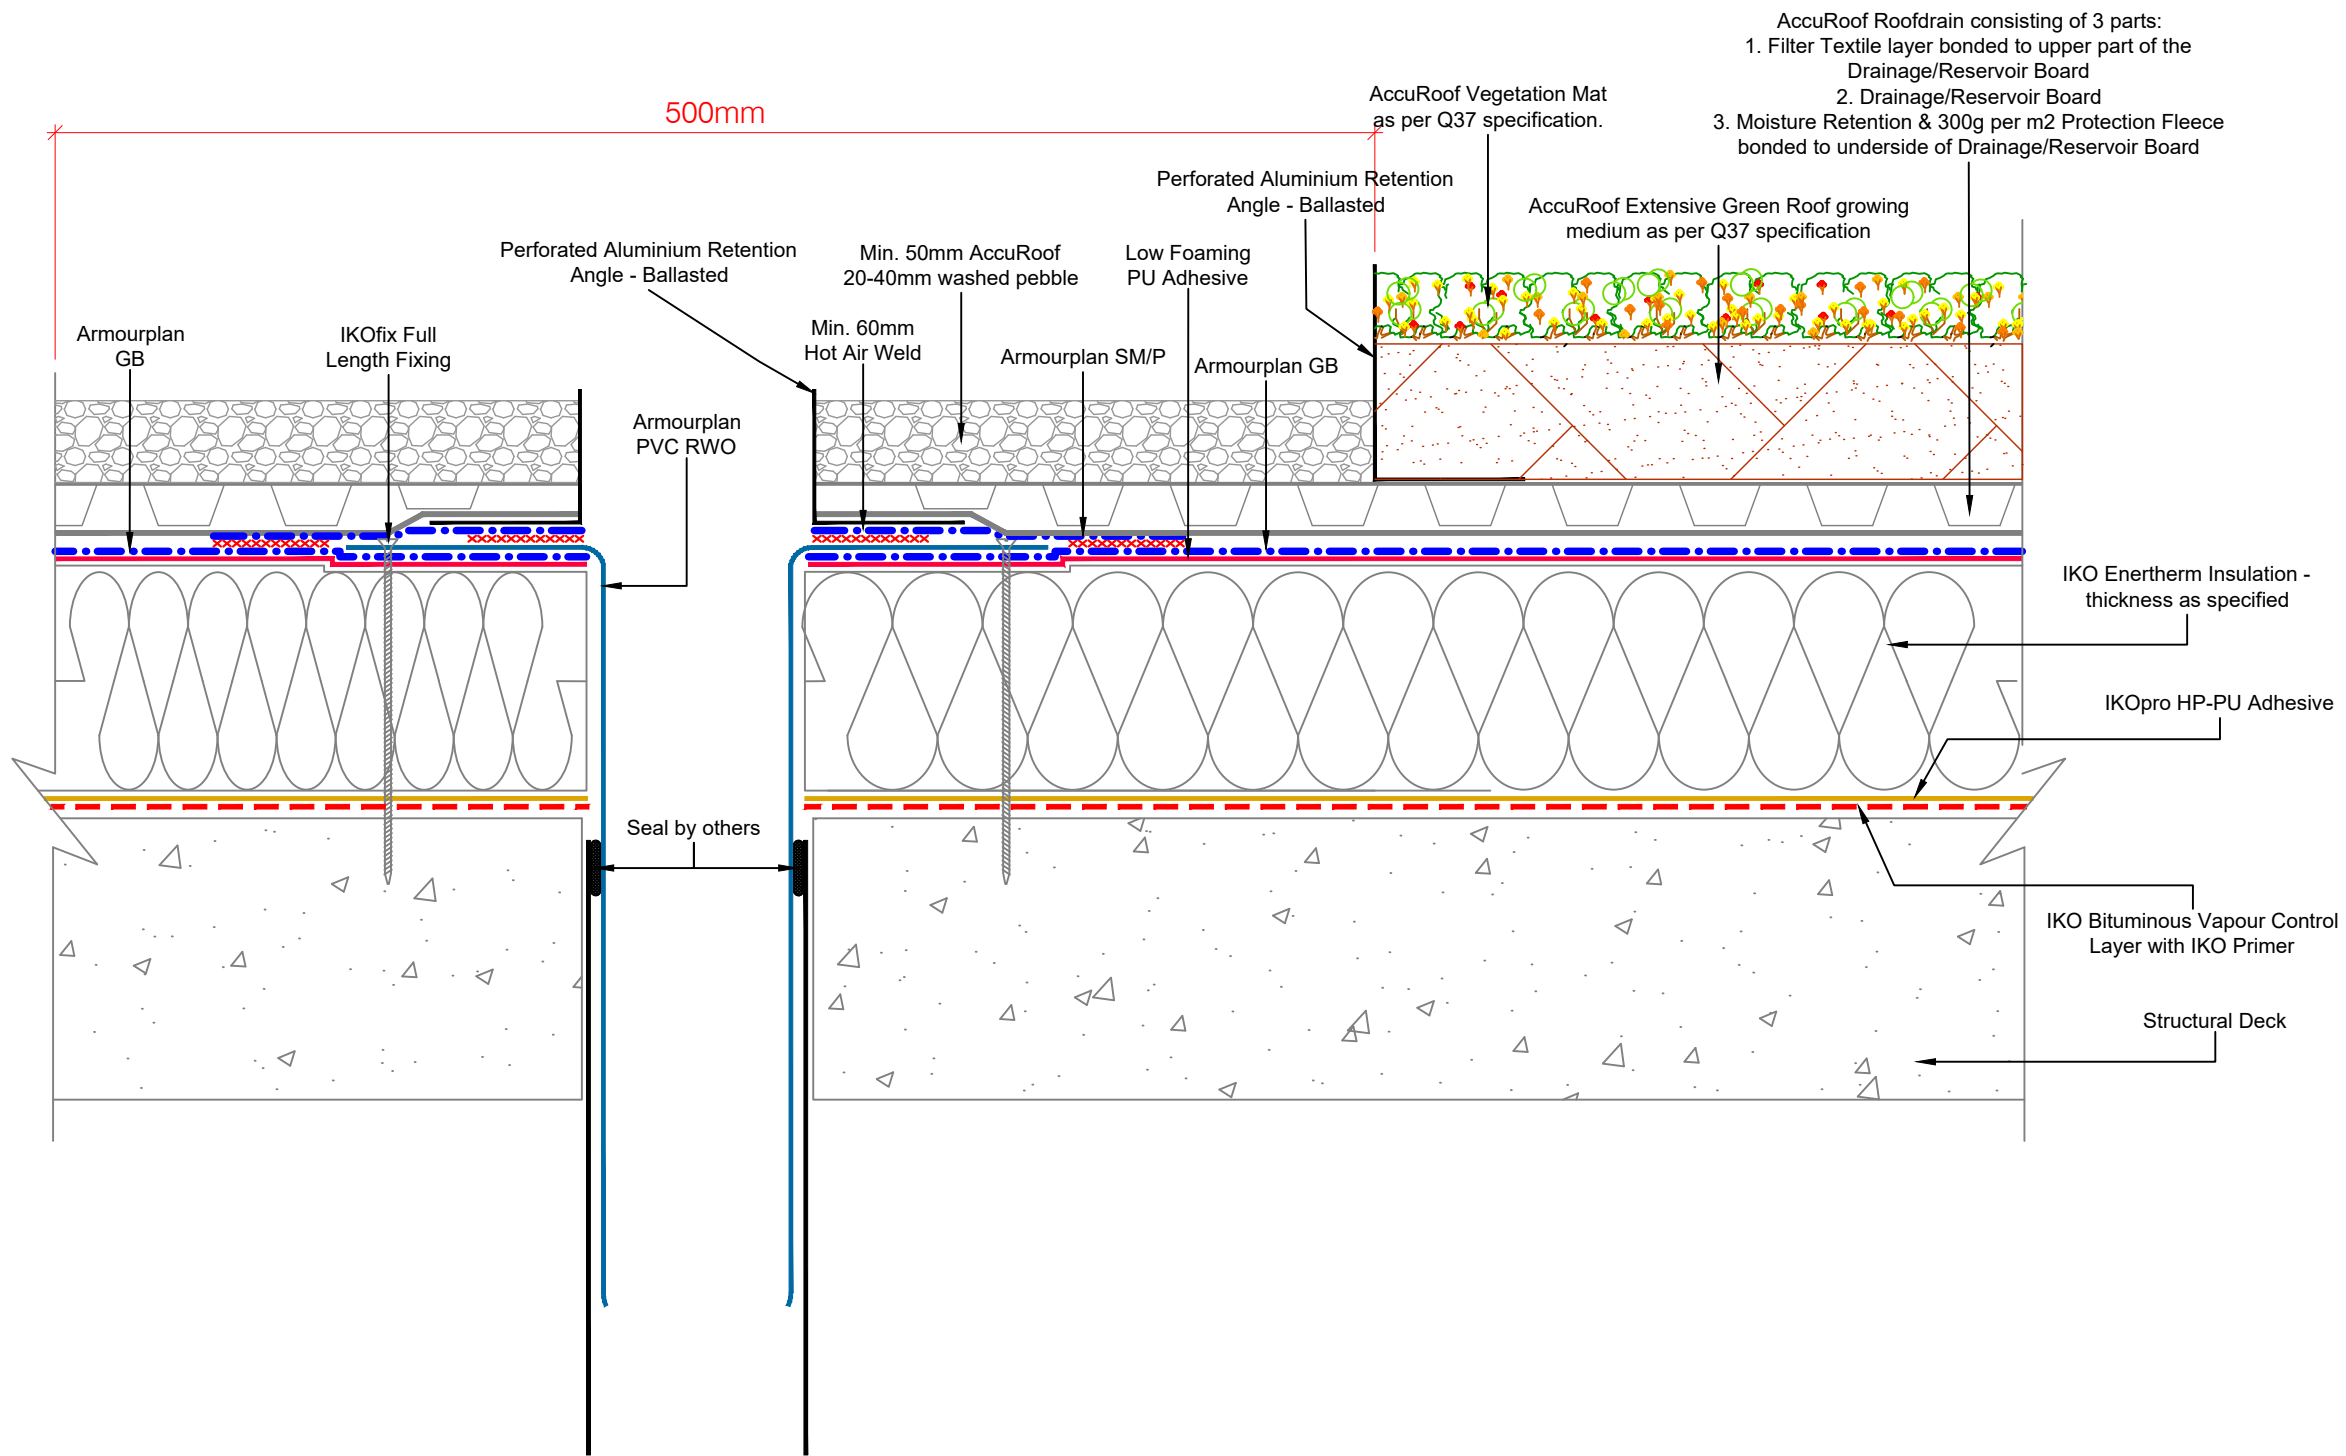 AccuRoof Roofdrain consisting of 3 parts:
1. Filter Textile layer bonded to upper part of the
Drainage/Reservoir Board
2. Drainage/Reservoir Board
3. Moisture Retention & 300g per m2 Protection Fleece
bonded to underside of Drainage/Reservoir Board
500mm
AccuRoof Vegetation Mat
as per Q37 specification.
Perforated Aluminium Retention
Angle - Ballasted
AccuRoof Extensive Green Roof growing
medium as per Q37 specification
Perforated Aluminium Retention
Angle - Ballasted
Min. 50mm AccuRoof
20-40mm washed pebble
Low Foaming
PU Adhesive
Armourplan
GB
IKOfix Full
Length Fixing
Min. 60mm
Hot Air Weld
Armourplan SM/P
Armourplan GB
Armourplan
PVC RWO
IKO Enertherm Insulation -
thickness as specified
IKOpro HP-PU Adhesive
Seal by others
IKO Bituminous Vapour Control
Layer with IKO Primer
Structural Deck